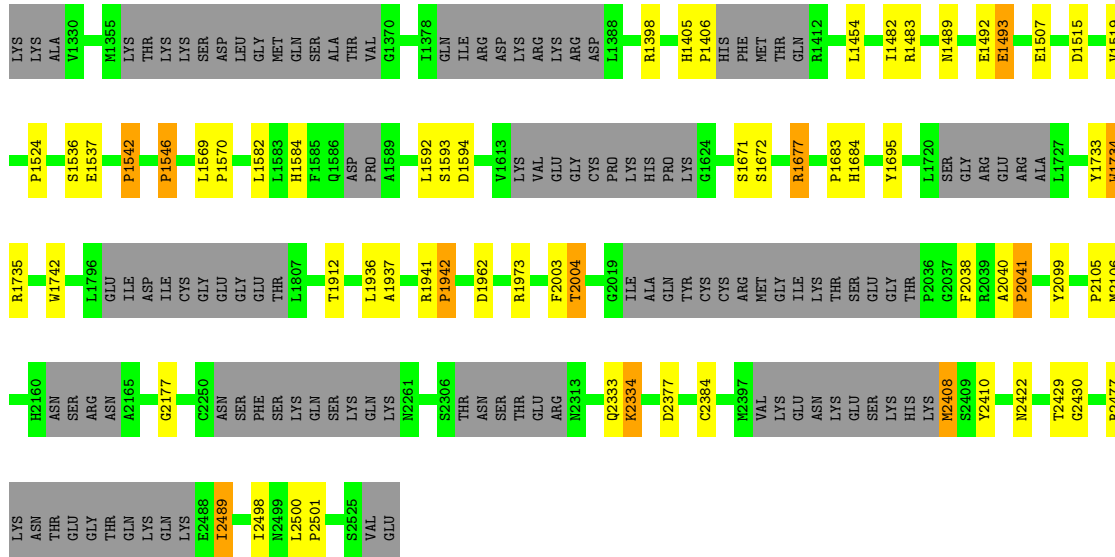 LYS LYS ALA V1330 M1355 LYS THR LYS LYS SER ASP LEU GLY MET GLN SER ALA THR VAL G1370 I1378 GLN ILE ARG ASP LYS ARG LYS ARG ASP L1388 R1398 H1405 P1406 HIS PHE MET THR GLN R1412 L1454 I1482 R1483 N1489 E1492 E1493 E1507 D1515 V1519
P1524 S1536 E1537 P1542 P1546 L1569 P1570 L1582 L1583 H1584 F1585 Q1586 ASP PRO A1589 L1592 S1593 D1594 V1613 LYS VAL GLU GLY CYS PRO LYS HIS PRO LYS G1624 S1671 S1672 R1677 P1683 H1684 Y1695 L1720 SER GLY ARG GLU ARG ALA L1727 Y1733 W1734
R1735 W1742 L1796 GLU ILE ASP ILE CYS GLY GLU GLY GLU THR L1807 T1912 L1936 A1937 R1941 P1942 D1962 R1973 F2003 T2004 G2019 ILE ALA GLN TYR CYS CYS ARG MET GLY ILE LYS THR SER GLU GLY THR P2036 G2037 F2038 R2039 A2040 P2041 Y2099 P2105 M2106
H2160 ASN SER ARG ASN A2165 G2177 C2250 ASN SER PHE SER LYS GLN SER LYS GLN LYS N2261 S2306 THR ASN SER THR GLU ARG N2313 Q2333 K2334 D2377 C2384 M2397 VAL LYS GLU ASN LYS GLU SER LYS HIS LYS M2408 S2409 Y2410 N2422 T2429 G2430
LYS ASN THR GLU GLY THR GLN LYS GLN LYS E2488 I2489 I2498 N2499 L2500 P2501 S2525 VAL GLU